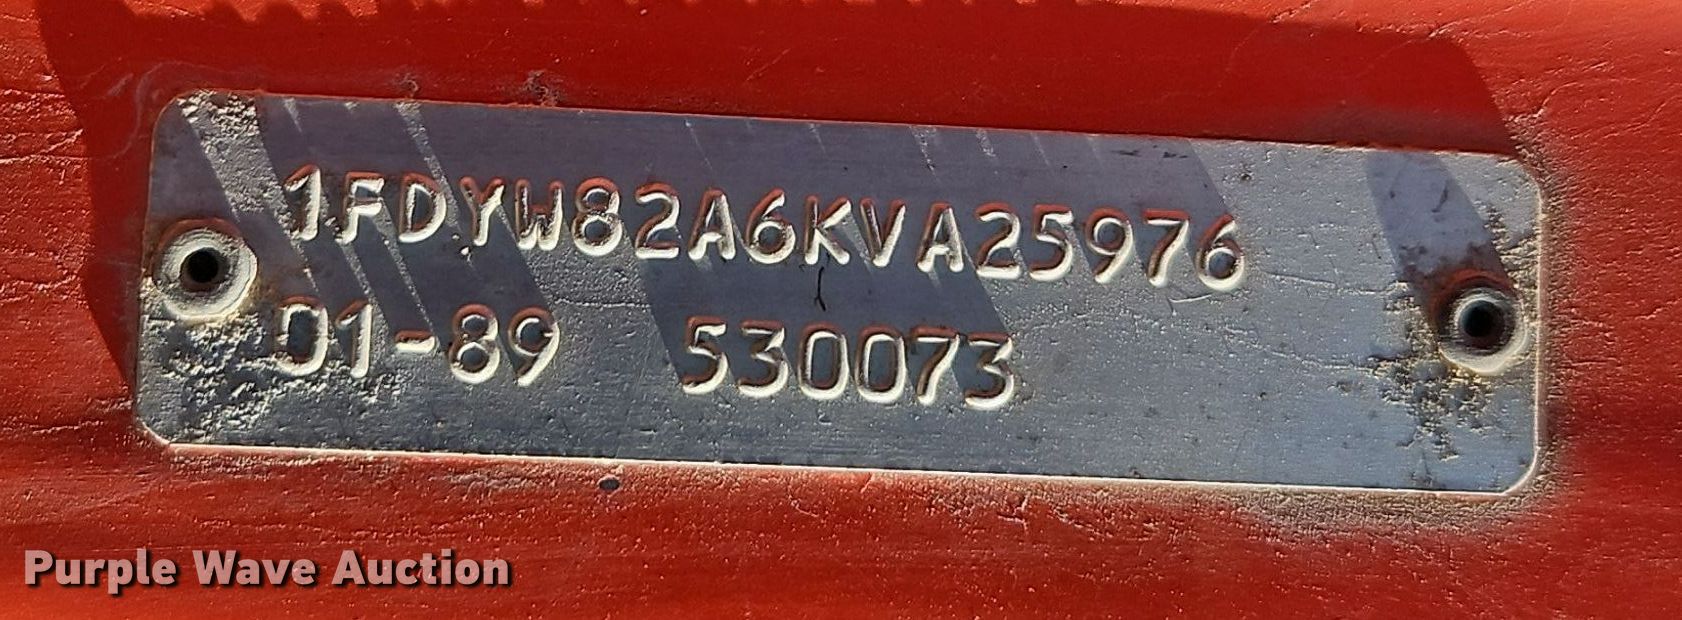 1FDYW82A6KVA25976
01-89 530073
Purple Wave Auction